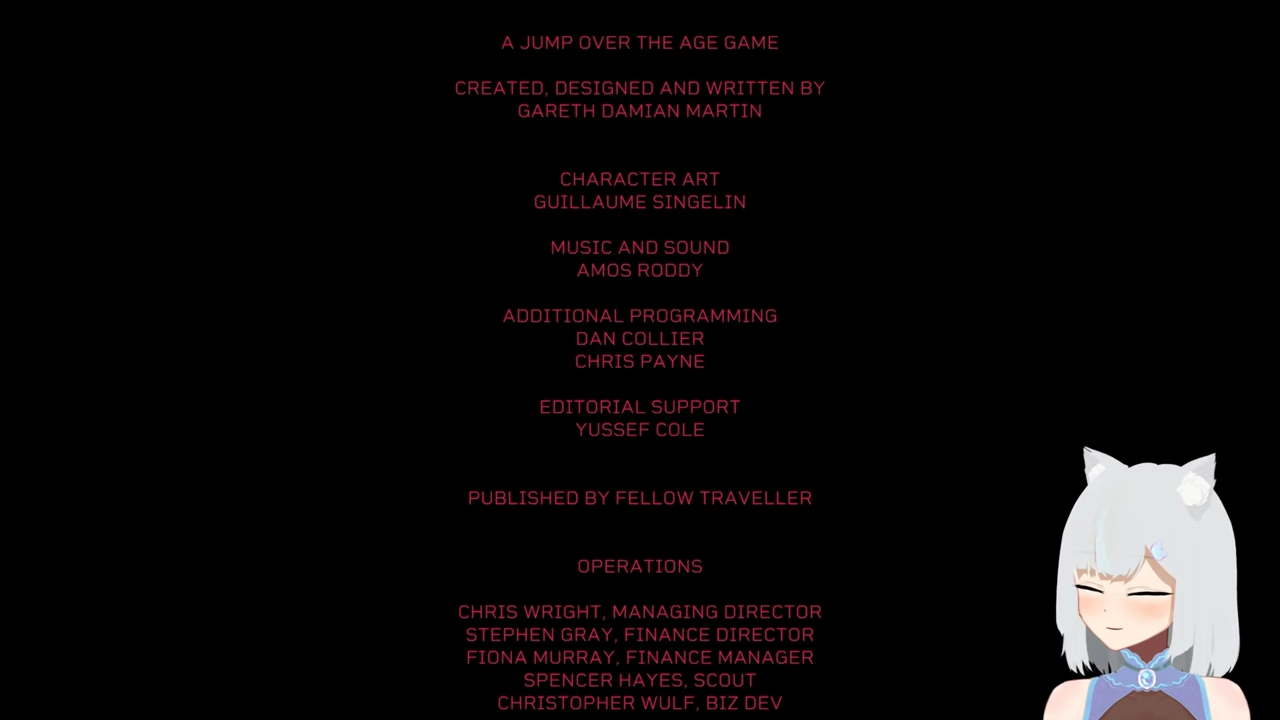 A JUMP OVER THE AGE GAME
CREATED, DESIGNED AND WRITTEN BY
GARETH DAMIAN MARTIN
CHARACTER ART
GUILLAUME SINGELIN
MUSIC AND SOUND
AMOS RODDY
ADDITIONAL PROGRAMMING
DAN COLLIER
CHRIS PAYNE
EDITORIAL SUPPORT
YUSSEF COLE
PUBLISHED BY FELLOW TRAVELLER
OPERATIONS
CHRIS WRIGHT, MANAGING DIRECTOR
STEPHEN GRAY, FINANCE DIRECTOR
FIONA MURRAY, FINANCE MANAGER
SPENCER HAYES, SCOUT
CHRISTOPHER WULF, BIZ DEV